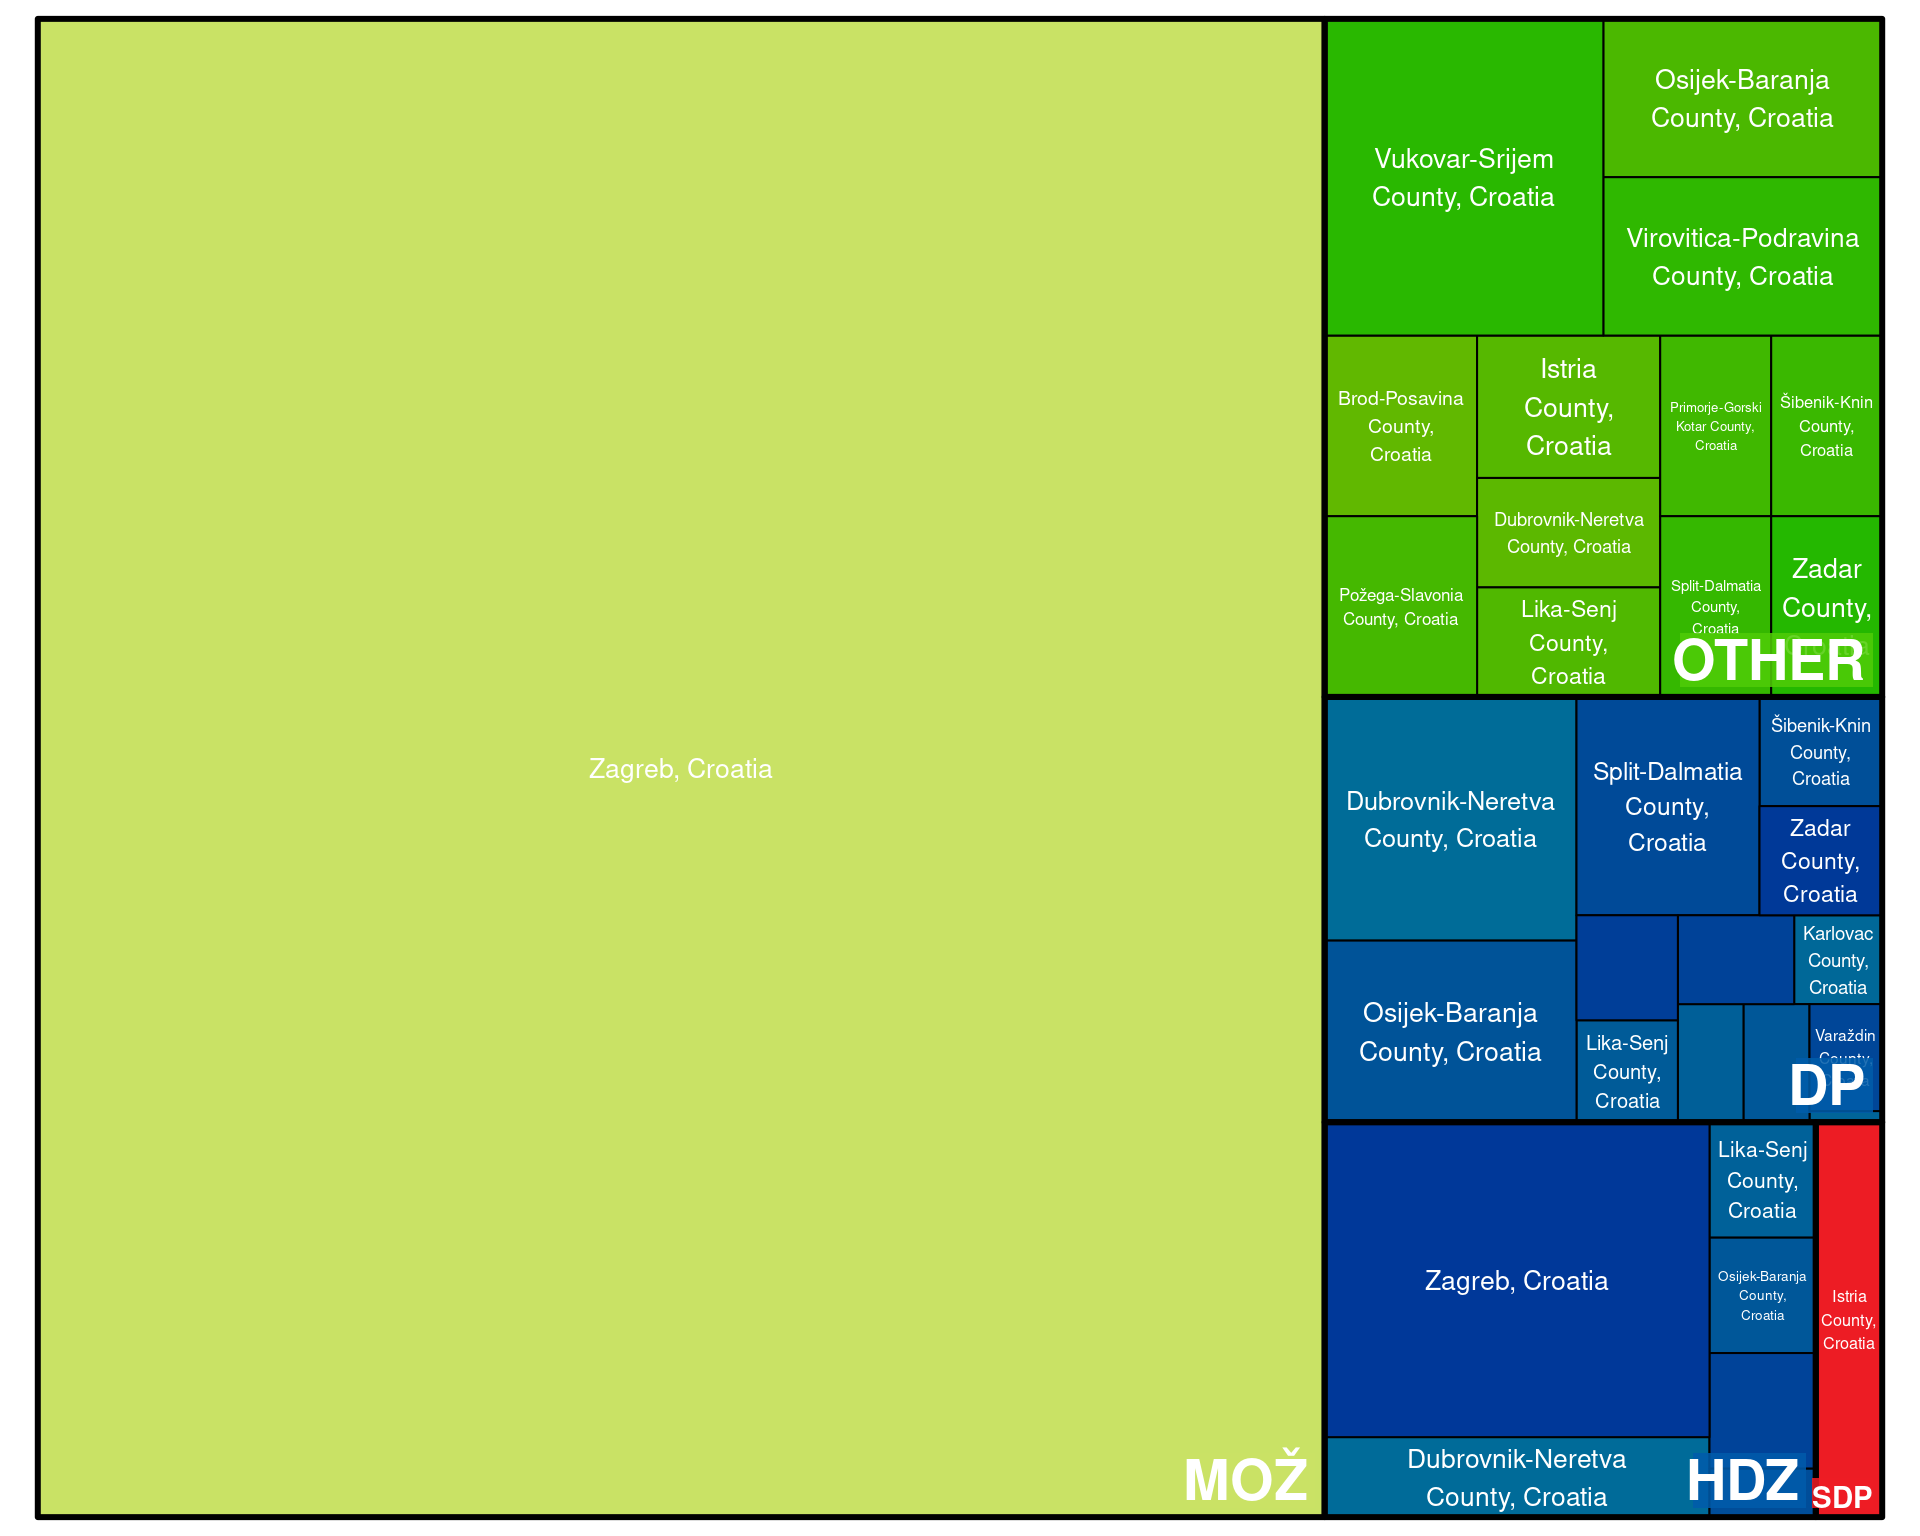 Zagreb, Croatia
MOŽ
Vukovar-Srijem
County, Croatia
Osijek-Baranja
County, Croatia
Virovitica-Podravina
County, Croatia
Brod-Posavina
County,
Croatia
Istria
County,
Croatia
Primorje-Gorski
Kotar County,
Croatia
Šibenik-Knin
County,
Croatia
Dubrovnik-Neretva
County, Croatia
Požega-Slavonia
County, Croatia
Lika-Senj
County,
Croatia
Split-Dalmatia
County,
Croatia
Zadar
County,
Croatia
OTHER
Dubrovnik-Neretva
County, Croatia
Split-Dalmatia
County,
Croatia
Šibenik-Knin
County,
Croatia
Zadar
County,
Croatia
Osijek-Baranja
County, Croatia
Lika-Senj
County,
Croatia
Karlovac
County,
Croatia
Varaždin
County,
DP
Zagreb, Croatia
Lika-Senj
County,
Croatia
Osijek-Baranja
County,
Croatia
Dubrovnik-Neretva
County, Croatia
HDZ
Istria
County,
Croatia
SDP